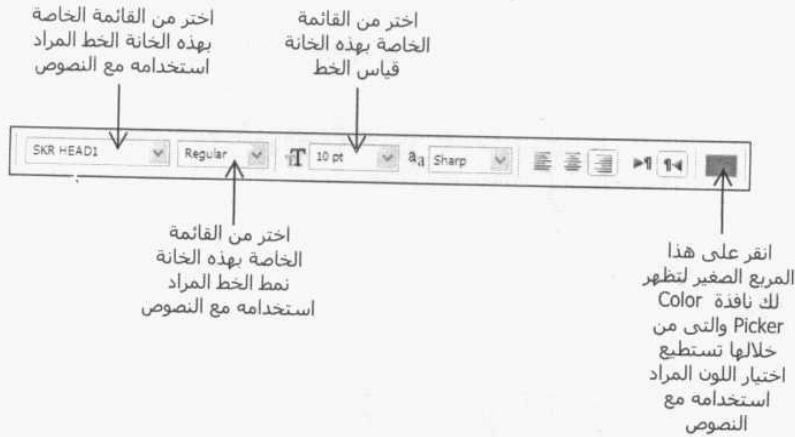 اختر من القائمة الخاصة
بهذه الخانة الخط المراد
استخدامه مع النصوص
اختر من القائمة
الخاصة بهذه الخانة
قياس الخط
SKR HEAD1
Regular
T 10 pt
aa Sharp
اختر من القائمة
الخاصة بهذه الخانة
نمط الخط المراد
استخدامه مع النصوص
انقر على هذا
المربع الصغير لتظهر
لك نافذة Color
Picker والتى من
خلالها تستطيع
اختيار اللون المراد
استخدامه مع
النصوص